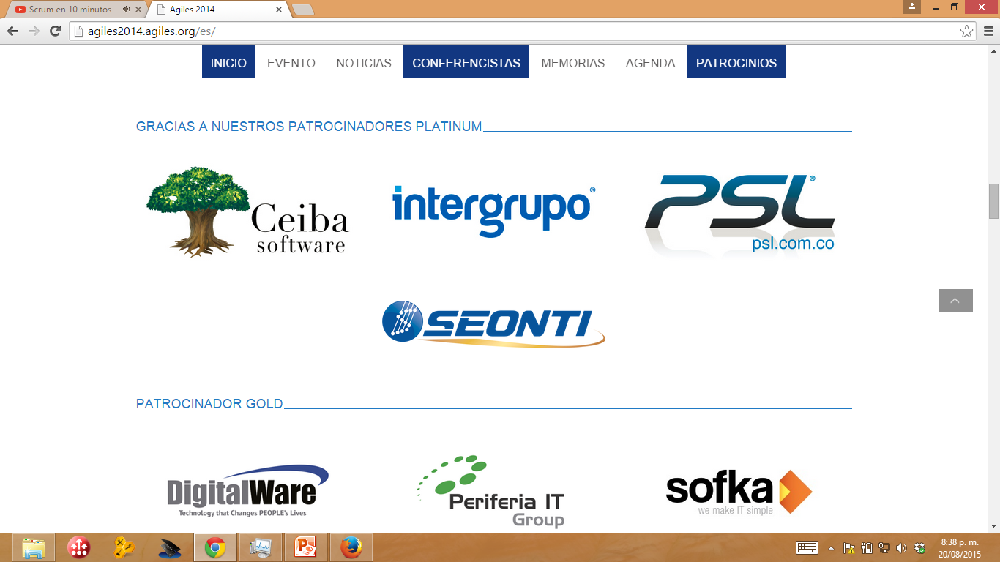 Scrum en 10 minutos -
Agiles 2014
agiles2014.agiles.org/es/
INICIO EVENTO NOTICIAS CONFERENCISTAS MEMORIAS AGENDA PATROCINIOS
GRACIAS A NUESTROS PATROCINADORES PLATINUM
Ceiba
software
intergrupo®
PSL®
psl.com.co
SEONTI
PATROCINADOR GOLD
DigitalWare
Technology that Changes PEOPLE's Lives
Periferia IT
Group
sofka
we make IT simple
8:38 p. m.
20/08/2015